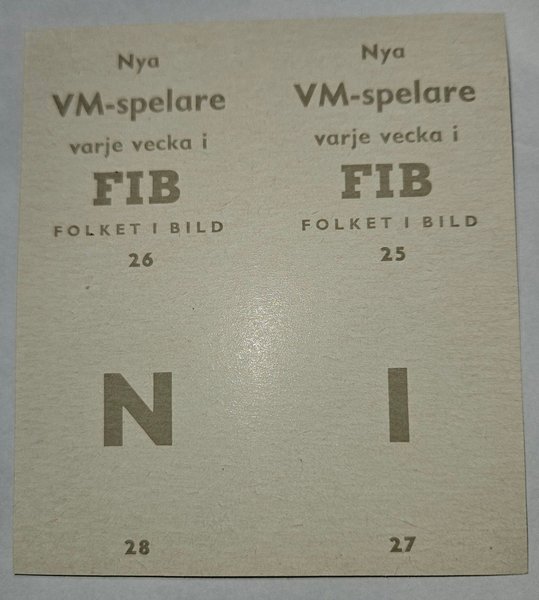 Nya
VM-spelare
varje vecka i
FIB
FOLKET I BILD
26
Nya
VM-spelare
varje vecka i
FIB
FOLKET I BILD
25
N
28
I
27